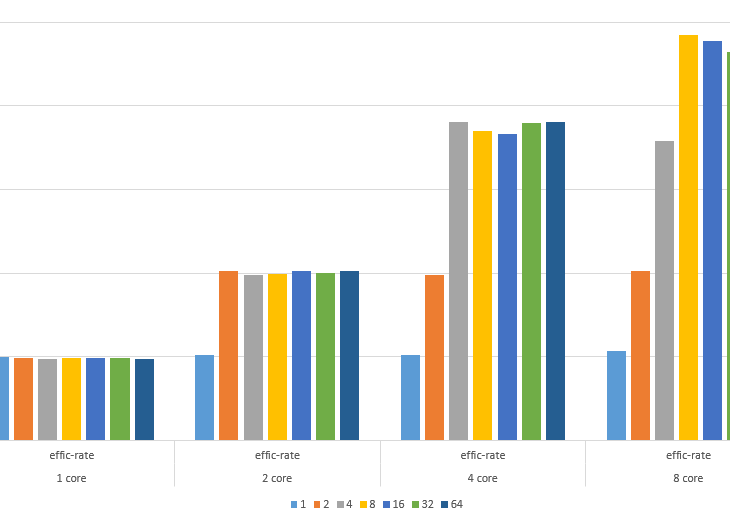 effic-rate effic-rate effic-rate effic-rate
1 core 2 core 4 core 8 core
1 2 4 8 16 32 64